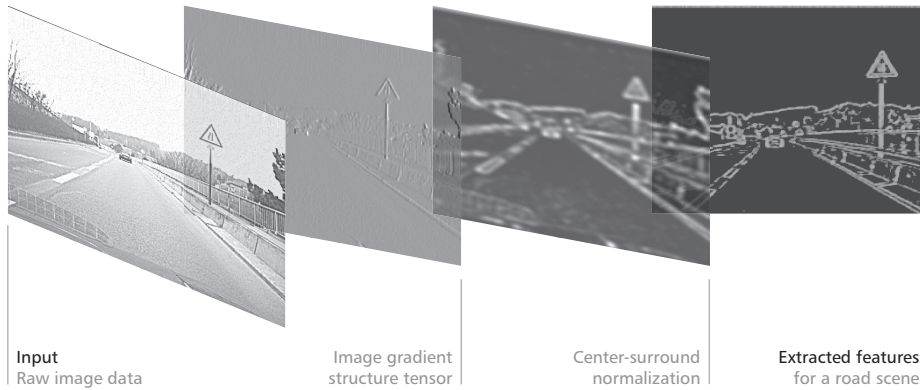 Input
Raw image data
Image gradient
structure tensor
Center-surround
normalization
Extracted features
for a road scene